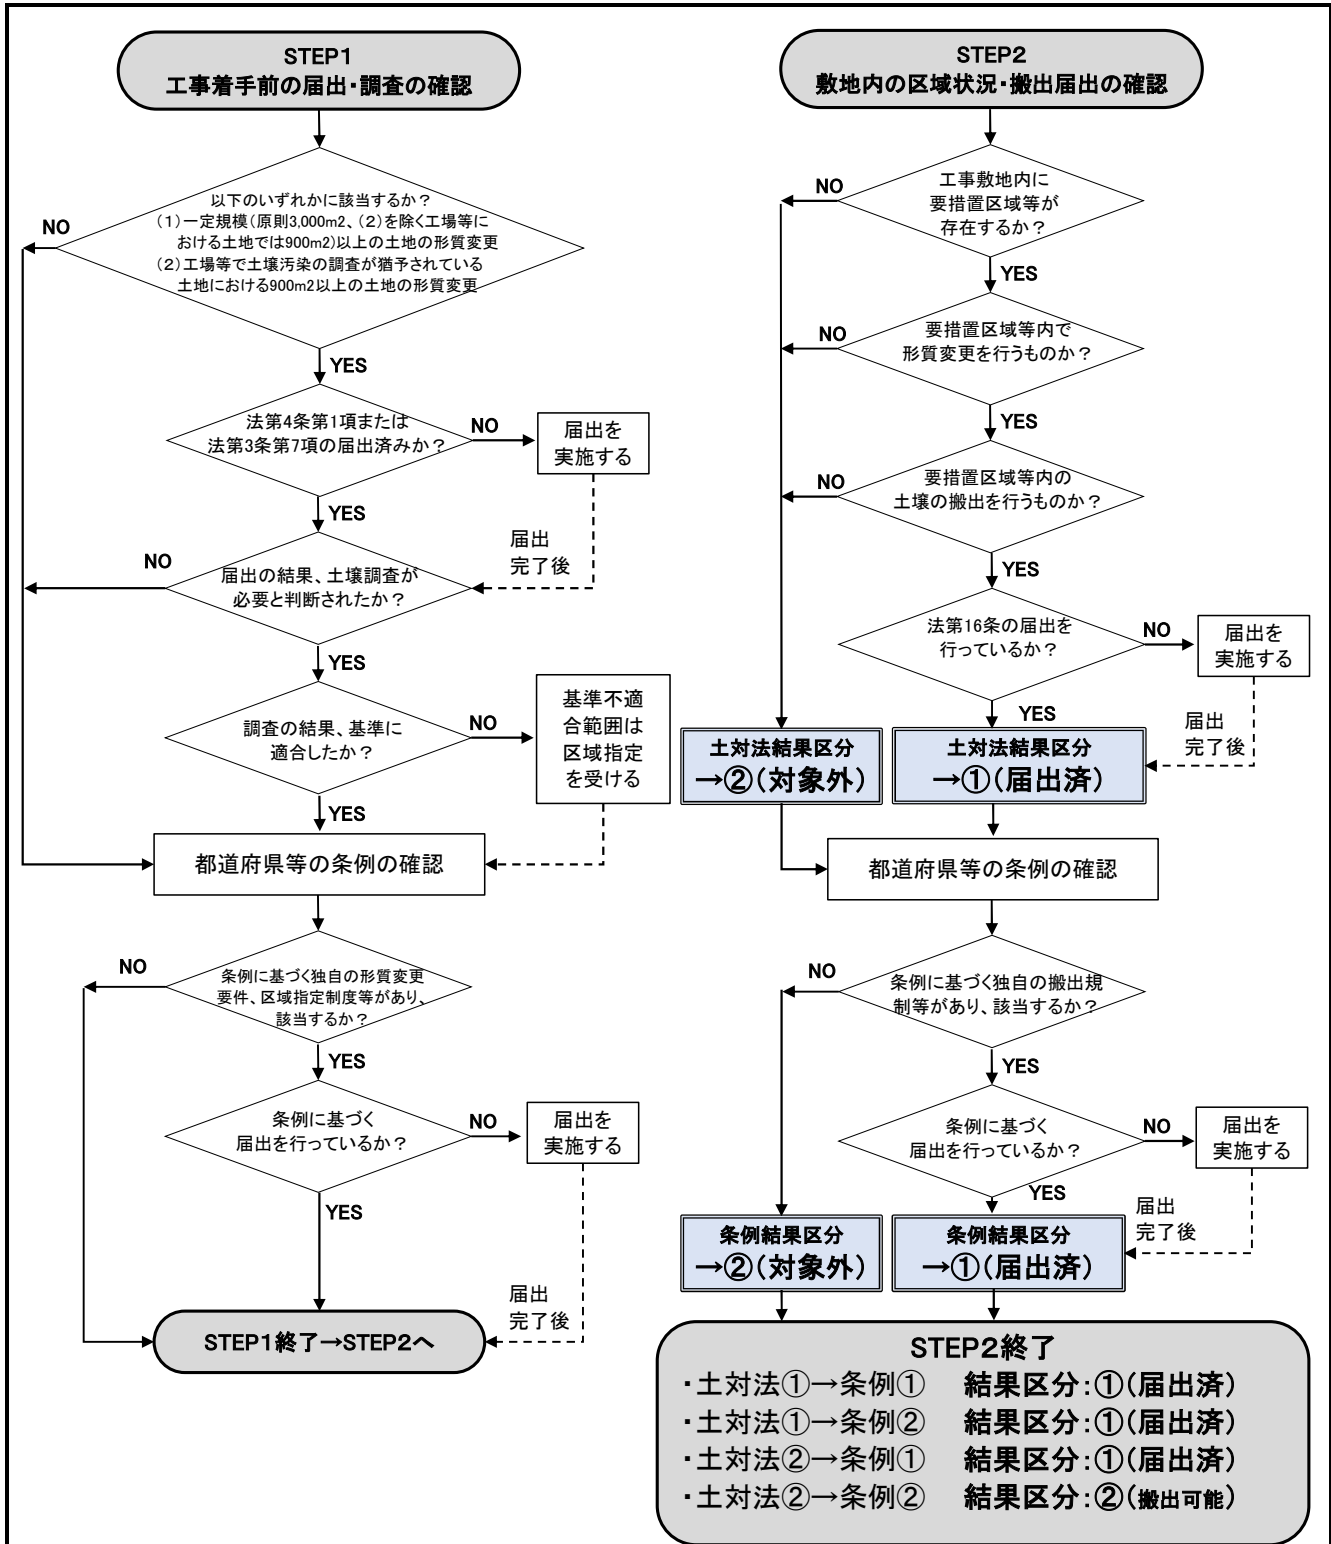 STEP1
工事着手前の届出・調査の確認
以下のいずれかに該当するか？
（1）一定規模（原則3,000m2、（2）を除く工場等に
おける土地では900m2）以上の土地の形質変更
（2）工場等で土壌汚染の調査が猶予されている
土地における900m2以上の土地の形質変更
NO
YES
法第4条第1項または
法第3条第7項の届出済みか？
NO
届出を
実施する
YES
届出
完了後
届出の結果、土壌調査が
必要と判断されたか？
NO
YES
調査の結果、基準に
適合したか？
NO
基準不適
合範囲は
区域指定
を受ける
YES
都道府県等の条例の確認
条例に基づく独自の形質変更
要件、区域指定制度等があり、
該当するか？
NO
YES
条例に基づく
届出を行っているか？
NO
届出を
実施する
YES
届出
完了後
STEP1終了→STEP2へ
STEP2
敷地内の区域状況・搬出届出の確認
工事敷地内に
要措置区域等が
存在するか？
NO
YES
要措置区域等内で
形質変更を行うものか？
NO
YES
要措置区域等内の
土壌の搬出を行うものか？
NO
YES
法第16条の届出を
行っているか？
NO
届出を
実施する
YES
届出
完了後
土対法結果区分
→②（対象外）
土対法結果区分
→①（届出済）
都道府県等の条例の確認
条例に基づく独自の搬出規
制等があり、該当するか？
NO
YES
条例に基づく
届出を行っているか？
NO
届出を
実施する
YES
届出
完了後
条例結果区分
→②（対象外）
条例結果区分
→①（届出済）
STEP2終了
・土対法①→条例①　結果区分：①（届出済）
・土対法①→条例②　結果区分：①（届出済）
・土対法②→条例①　結果区分：①（届出済）
・土対法②→条例②　結果区分：②（搬出可能）